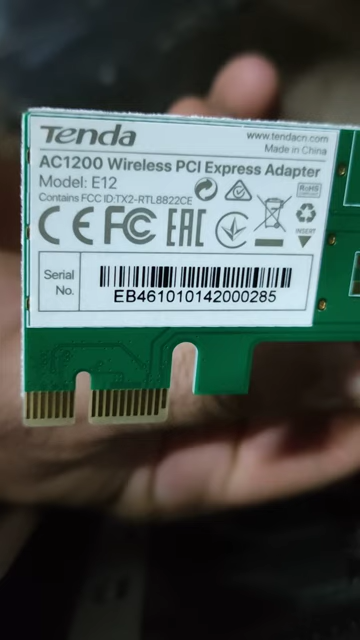 Tenda
www.tendacn.com
Made in China
AC1200 Wireless PCI Express Adapter
Model: E12
Contains FCC ID:TX2-RTL8822CE
RoHS
CE FC EAC
INSERT
Serial
No.
EB461010142000285